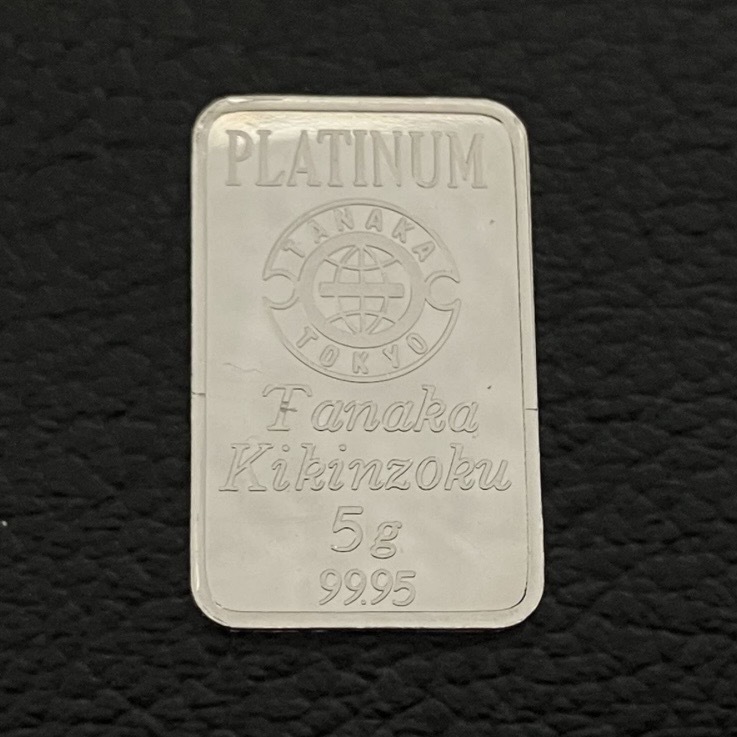 PLATINUM
TANAKA
TOKYO
Tanaka
Kikinzoku
5g
99.95